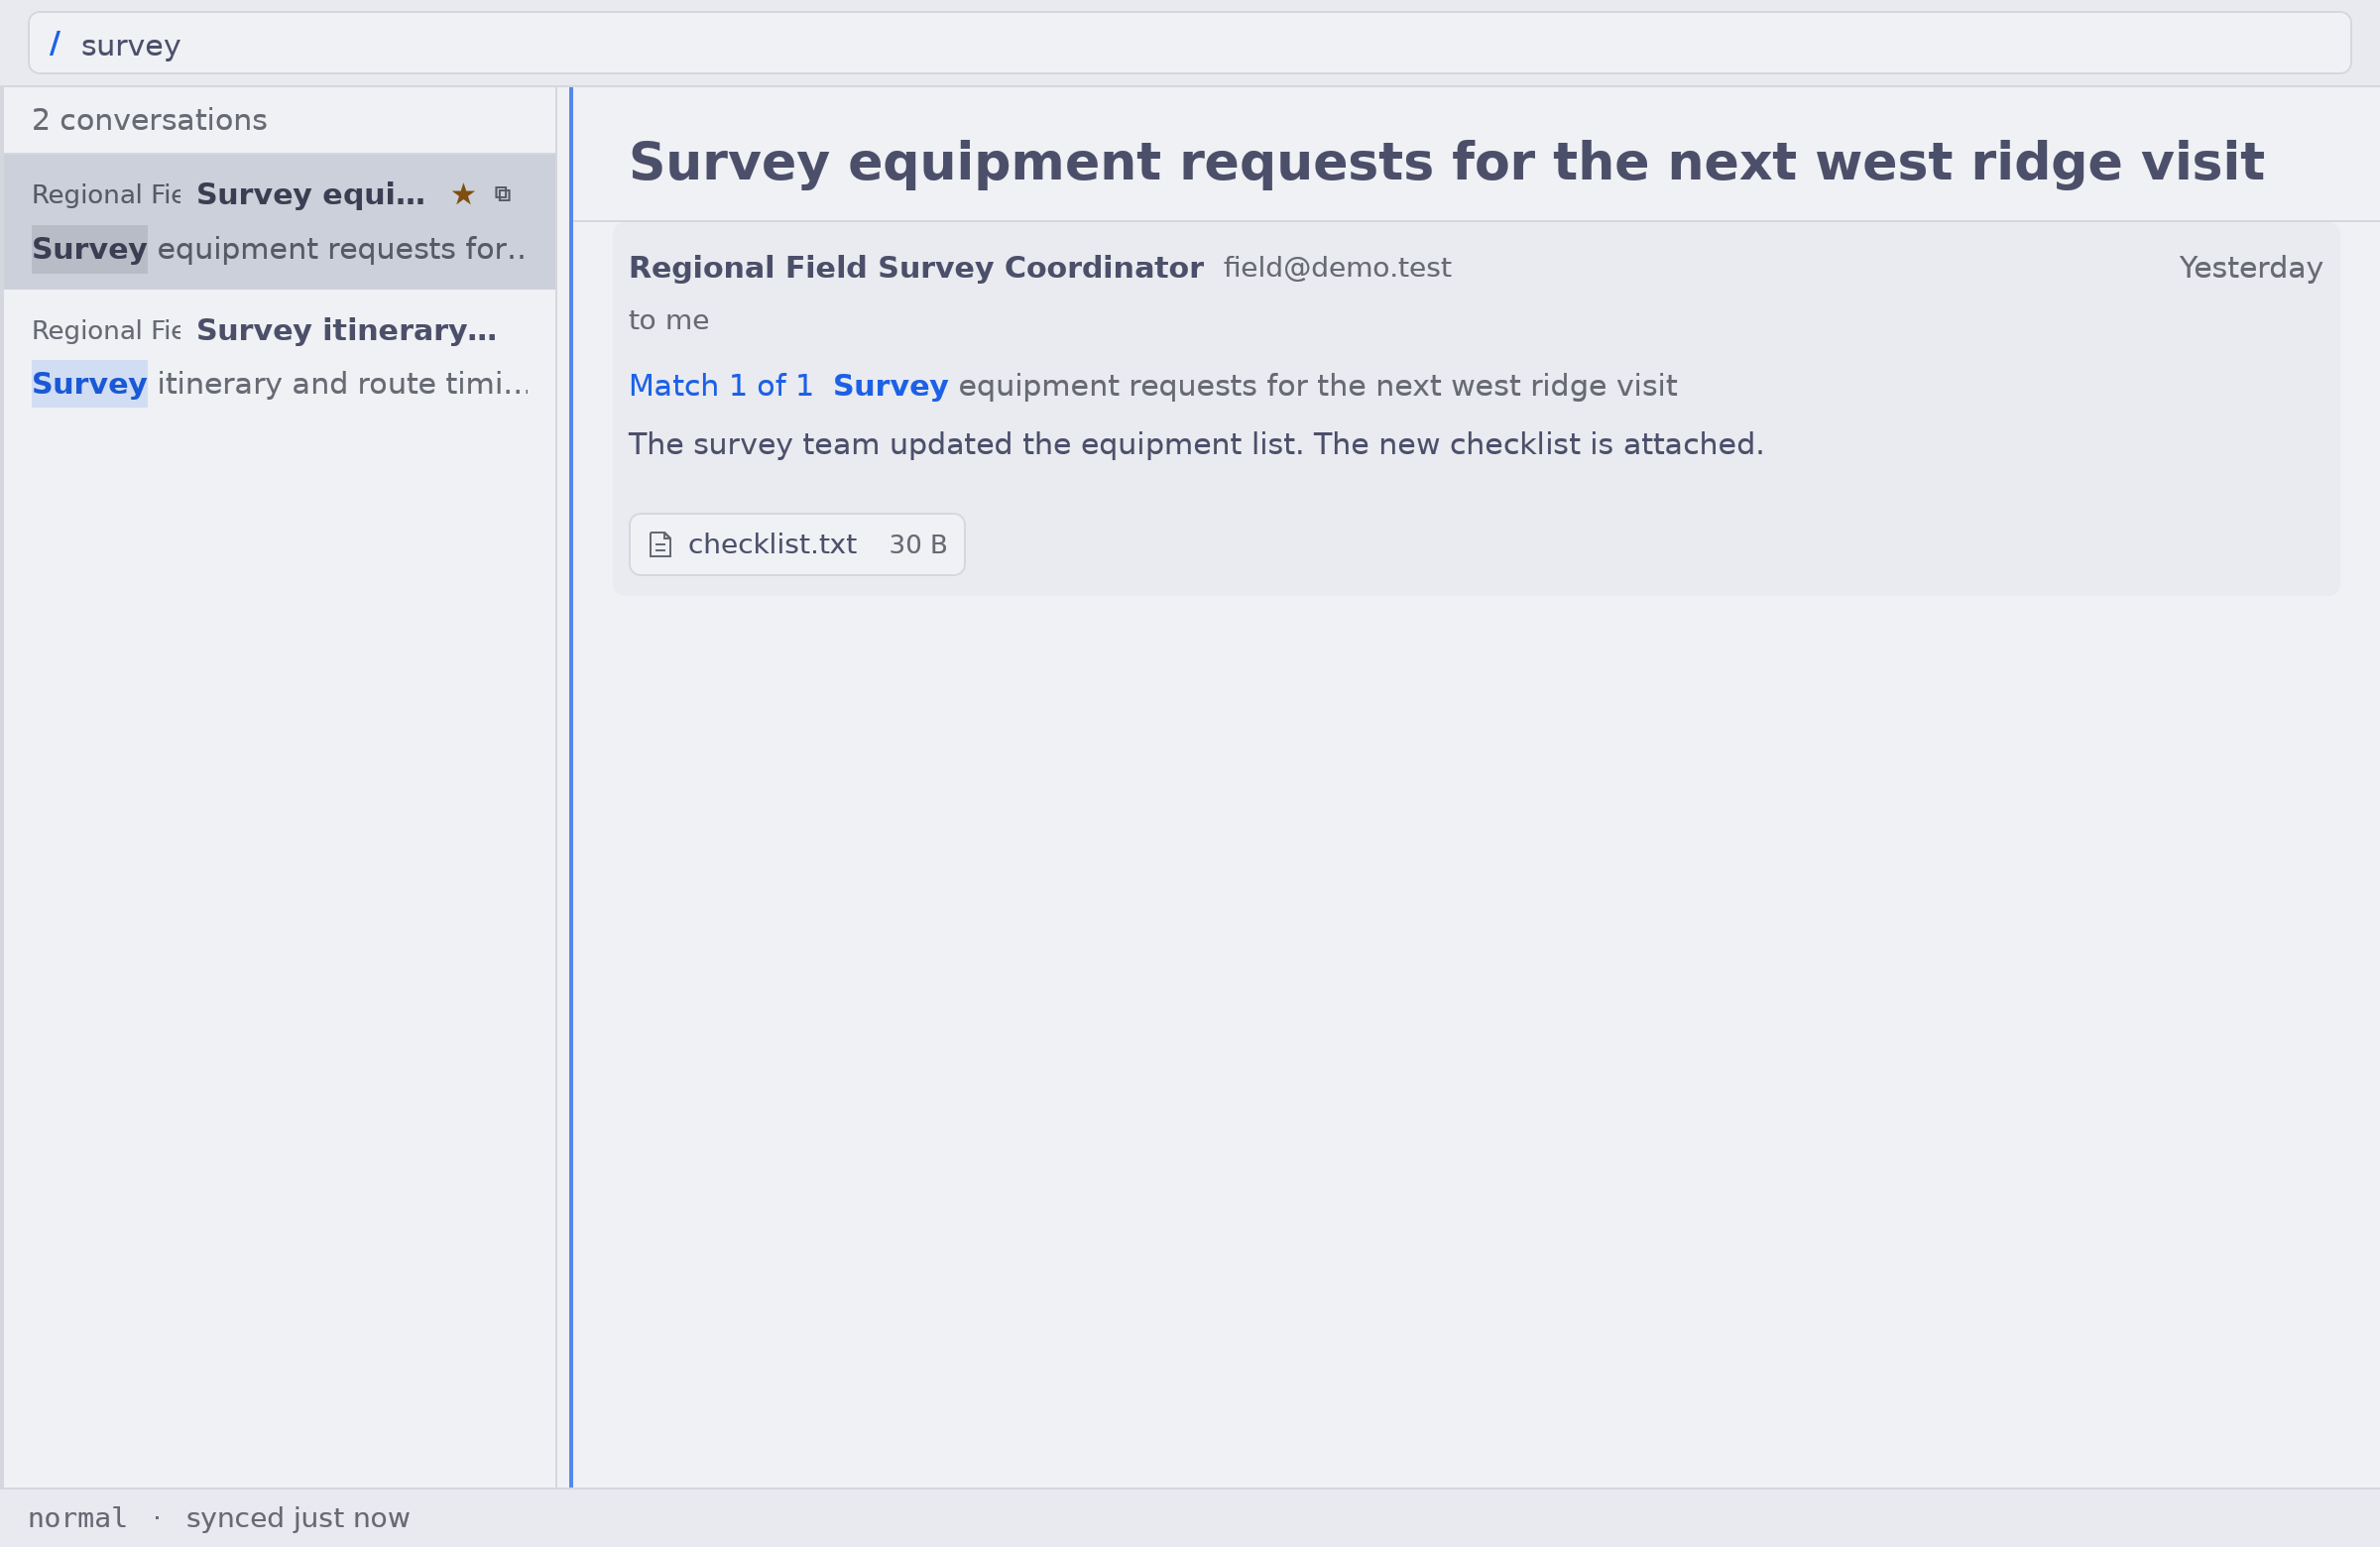 / survey
2 conversations
Regional Fie Survey equi… ★
Survey equipment requests for…
Regional Fie Survey itinerary…
Survey itinerary and route timi…
Survey equipment requests for the next west ridge visit
Regional Field Survey Coordinator field@demo.test Yesterday
to me
Match 1 of 1 Survey equipment requests for the next west ridge visit
The survey team updated the equipment list. The new checklist is attached.
checklist.txt 30 B
normal · synced just now